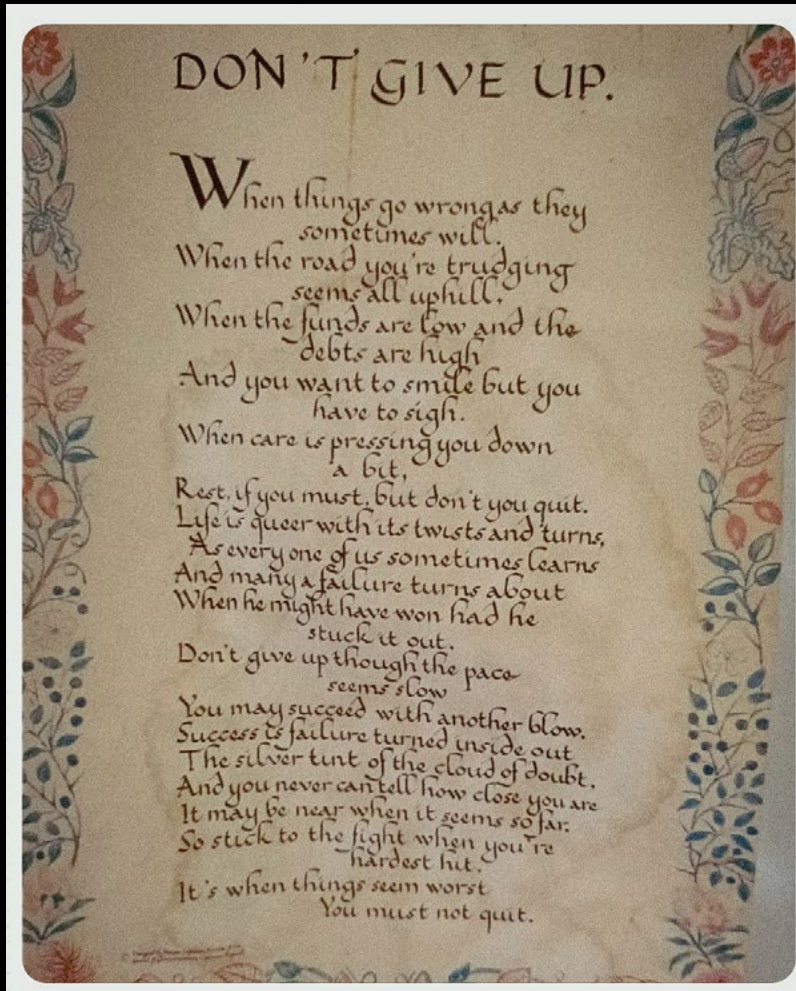 DON'T GIVE UP.
When things go wrong as they
sometimes will.
When the road you're trudging
seems all uphill,
When the funds are low and the
debts are high
And you want to smile but you
have to sigh.
When care is pressing you down
a bit,
Rest, if you must, but don't you quit.
Life is queer with its twists and turns,
As every one of us sometimes learns
And many a failure turns about
When he might have won had he
stuck it out.
Don't give up though the pace
seems slow
You may succeed with another blow.
Success is failure turned inside out
The silver tint of the cloud of doubt,
And you never can tell how close you are
It may be near when it seems so far.
So stick to the fight when you're
hardest hit.
It's when things seem worst
You must not quit.